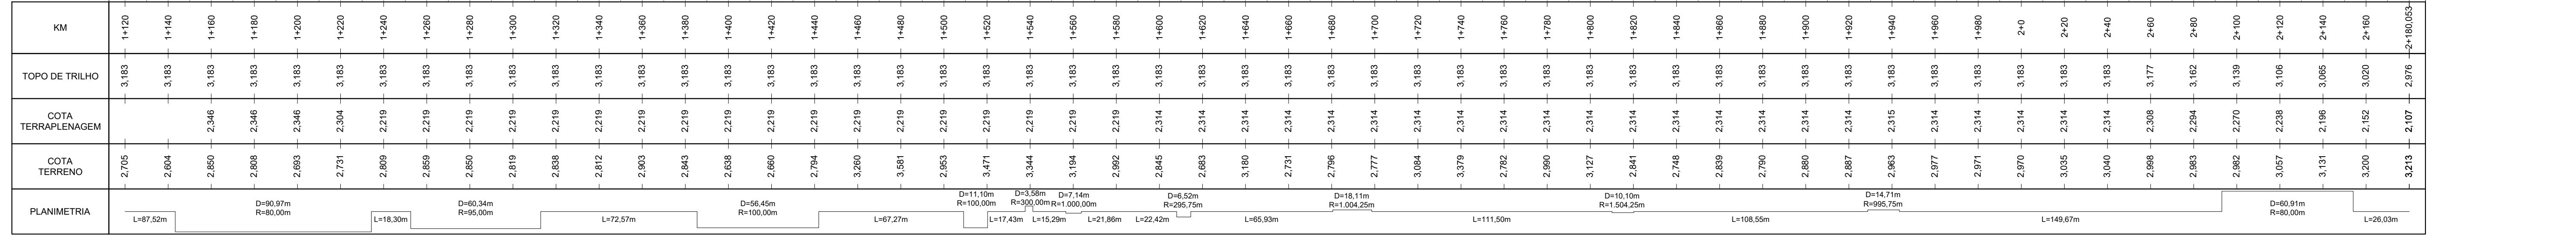 KM 1+120 1+140 1+160 1+180 1+200 1+220 1+240 1+260 1+280 1+300 1+320 1+340 1+360 1+380 1+400 1+420 1+440 1+460 1+480 1+500 1+520 1+540 1+560 1+580 1+600 1+620 1+640 1+660 1+680 1+700 1+720 1+740 1+760 1+780 1+800 1+820 1+840 1+860 1+880 1+900 1+920 1+940 1+960 1+980 2+0 2+20 2+40 2+60 2+80 2+100 2+120 2+140 2+160 2+180,053
TOPO DE TRILHO 3,183 3,183 3,183 3,183 3,183 3,183 3,183 3,183 3,183 3,183 3,183 3,183 3,183 3,183 3,183 3,183 3,183 3,183 3,183 3,183 3,183 3,183 3,183 3,183 3,183 3,183 3,183 3,183 3,183 3,183 3,183 3,183 3,183 3,183 3,183 3,183 3,183 3,183 3,183 3,183 3,183 3,183 3,183 3,183 3,183 3,183 3,183 3,177 3,162 3,139 3,106 3,065 3,020 2,976
COTA
TERRAPLENAGEM 2,346 2,346 2,346 2,304 2,219 2,219 2,219 2,219 2,219 2,219 2,219 2,219 2,219 2,219 2,219 2,219 2,219 2,219 2,219 2,219 2,219 2,219 2,314 2,314 2,314 2,314 2,314 2,314 2,314 2,314 2,314 2,314 2,314 2,314 2,314 2,314 2,314 2,314 2,314 2,315 2,314 2,314 2,314 2,314 2,314 2,308 2,294 2,270 2,238 2,196 2,152 2,107
COTA
TERRENO 2,705 2,604 2,850 2,808 2,693 2,731 2,809 2,859 2,850 2,819 2,838 2,812 2,903 2,843 2,638 2,660 2,794 3,260 3,581 2,953 3,471 3,344 3,194 2,992 2,845 2,683 3,180 2,731 2,796 2,777 3,084 3,379 2,782 2,990 3,127 2,841 2,748 2,839 2,790 2,880 2,887 2,963 2,977 2,971 2,970 3,035 3,040 2,998 2,983 2,982 3,057 3,131 3,200 3,213
PLANIMETRIA
L=87,52m
D=90,97m
R=80,00m
L=18,30m
D=60,34m
R=95,00m
L=72,57m
D=56,45m
R=100,00m
L=67,27m
D=11,10m
R=100,00m
L=17,43m
D=3,58m
R=300,00m
L=15,29m
D=7,14m
R=1.000,00m
L=21,86m
L=22,42m
D=6,52m
R=295,75m
L=65,93m
D=18,11m
R=1.004,25m
L=111,50m
D=10,10m
R=1.504,25m
L=108,55m
D=14,71m
R=995,75m
L=149,67m
D=60,91m
R=80,00m
L=26,03m